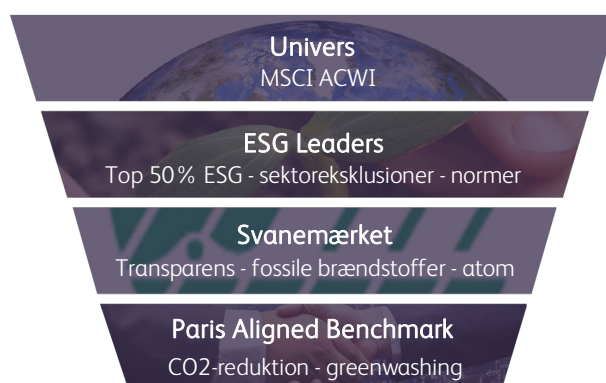 Univers
MSCI ACWI
ESG Leaders
Top 50% ESG - sektoreksklusioner - normer
Svanemærket
Transparens - fossile brændstoffer - atom
Paris Aligned Benchmark
CO2-reduktion - greenwashing